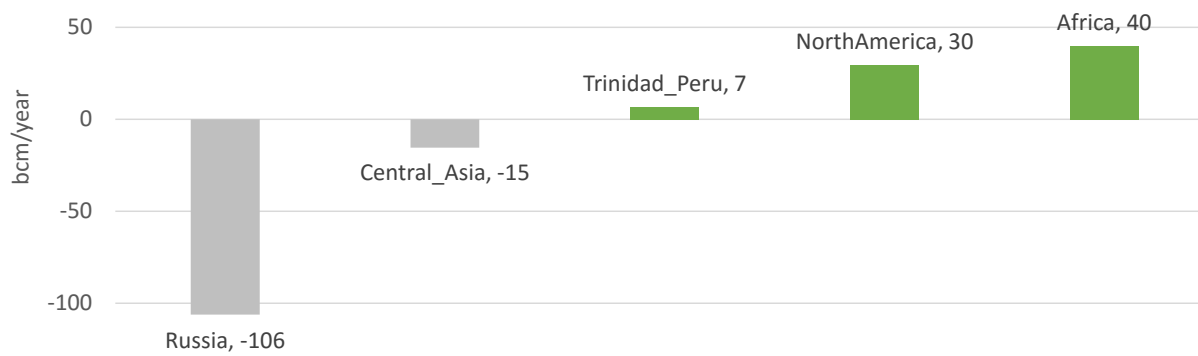 50
Africa, 40
NorthAmerica, 30
Trinidad_Peru, 7
0
bcm/year
Central_Asia, -15
-50
-100
Russia, -106